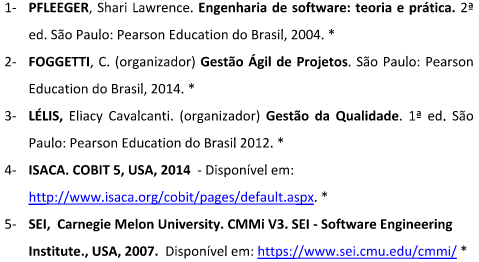 1- PFLEEGER, Shari Lawrence. Engenharia de software: teoria e prática. 2ª
ed. São Paulo: Pearson Education do Brasil, 2004. *
2- FOGGETTI, C. (organizador) Gestão Ágil de Projetos. São Paulo: Pearson
Education do Brasil, 2014. *
3- LÉLIS, Eliacy Cavalcanti. (organizador) Gestão da Qualidade. 1ª ed. São
Paulo: Pearson Education do Brasil 2012. *
4- ISACA. COBIT 5, USA, 2014 - Disponível em:
http://www.isaca.org/cobit/pages/default.aspx. *
5- SEI, Carnegie Melon University. CMMi V3. SEI - Software Engineering
Institute., USA, 2007. Disponível em: https://www.sei.cmu.edu/cmmi/ *